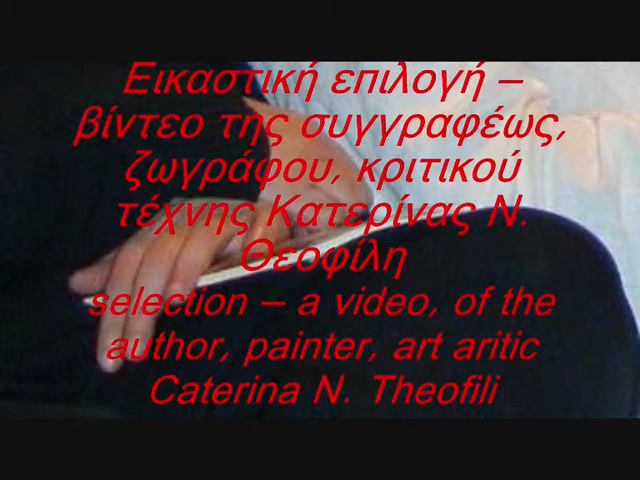 Εικαστική επιλογή –
βίντεο της συγγραφέως,
ζωγράφου, κριτικού
τέχνης Κατερίνας Ν.
Θεοφίλη
selection – a video, of the
author, painter, art aritic
Caterina N. Theofili